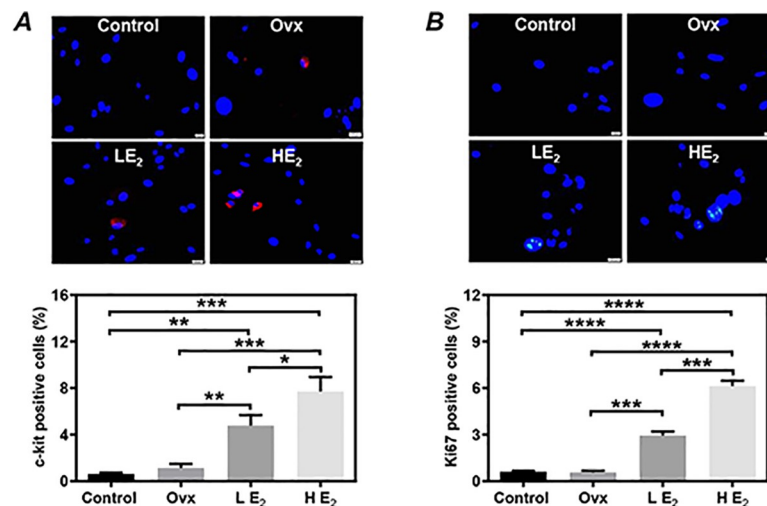 A
Control
Ovx
LE₂
HE₂
c-kit positive cells (%)
16
12
8
4
0
***
**
***
*
**
Control
Ovx
L E₂
H E₂
B
Control
Ovx
LE₂
HE₂
Ki67 positive cells (%)
12
9
6
3
0
****
****
****
***
***
Control
Ovx
L E₂
H E₂